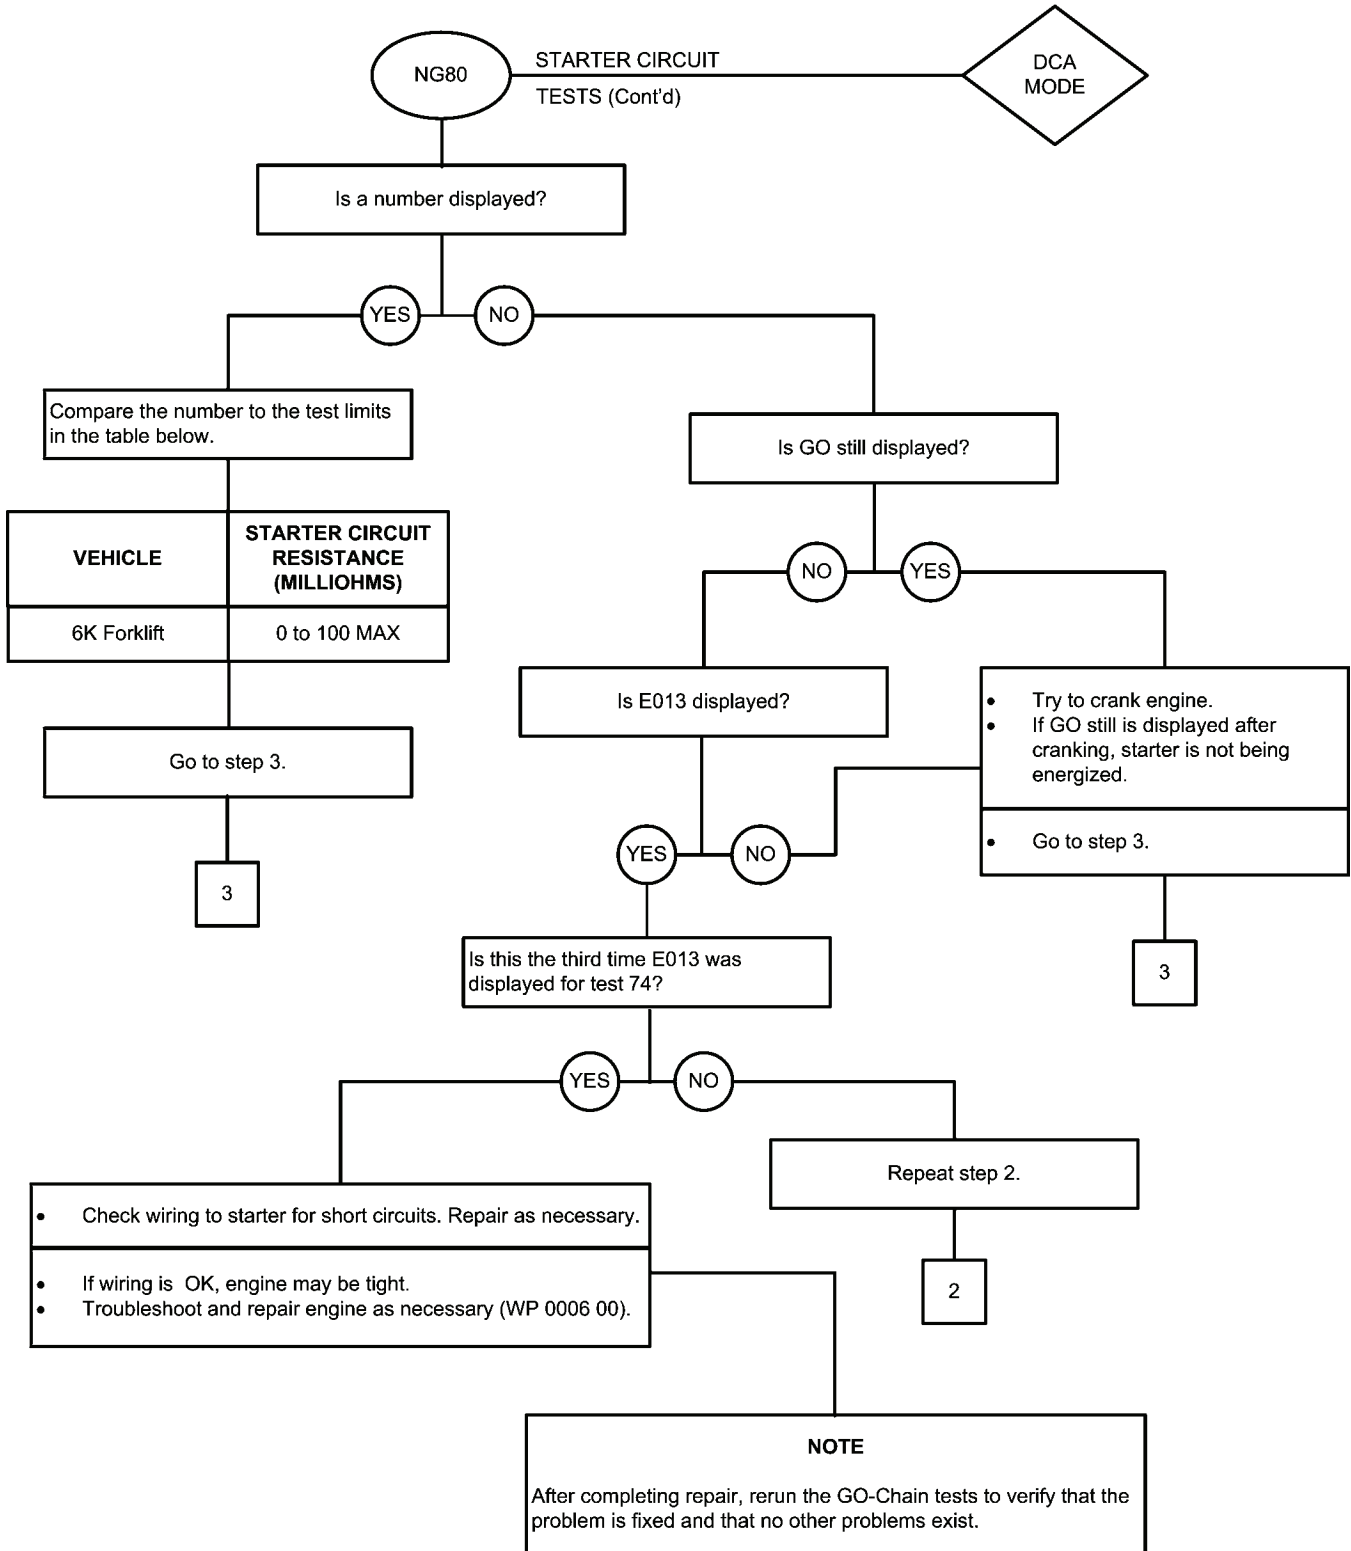 NG80
STARTER CIRCUIT
TESTS (Cont'd)
DCA
MODE
Is a number displayed?
YES
NO
Compare the number to the test limits
in the table below.
Is GO still displayed?
VEHICLE
STARTER CIRCUIT
RESISTANCE
(MILLIOHMS)
6K Forklift
0 to 100 MAX
NO
YES
Go to step 3.
3
Is E013 displayed?
• Try to crank engine.
• If GO still is displayed after
cranking, starter is not being
energized.
• Go to step 3.
YES
NO
3
Is this the third time E013 was
displayed for test 74?
YES
NO
Repeat step 2.
2
• Check wiring to starter for short circuits. Repair as necessary.
• If wiring is OK, engine may be tight.
• Troubleshoot and repair engine as necessary (WP 0006 00).
NOTE
After completing repair, rerun the GO-Chain tests to verify that the
problem is fixed and that no other problems exist.